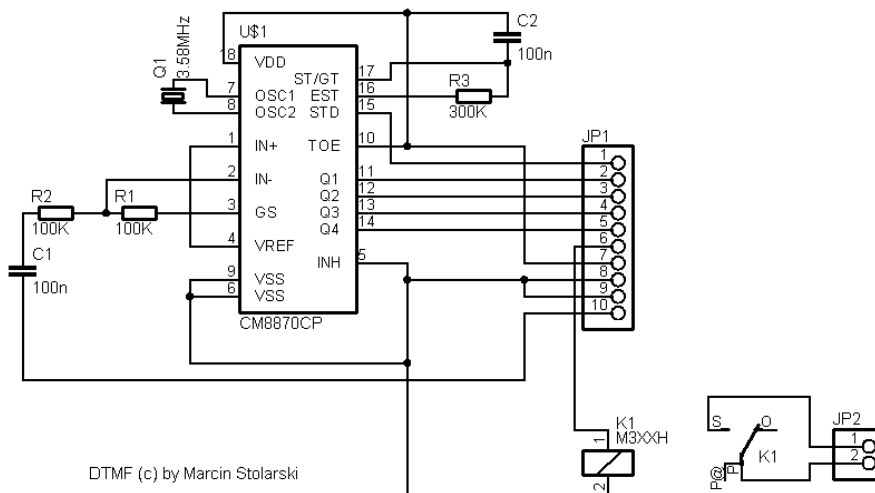 U$1
C2
100n
Q1
3.58MHz
18 VDD
ST/GT 17
7 OSC1
EST 16
R3
300K
8 OSC2
STD 15
JP1
1 IN+
TOE 10
1
2 IN-
Q1 11
2
Q2 12
3
R2
R1
3 GS
Q3 13
4
100K
100K
Q4 14
5
4 VREF
6
C1
INH 5
7
100n
9 VSS
8
6 VSS
9
10
CM8870CP
K1
M3XXH
1
2
S
O
P
P@
K1
JP2
1
2
DTMF (c) by Marcin Stolarski